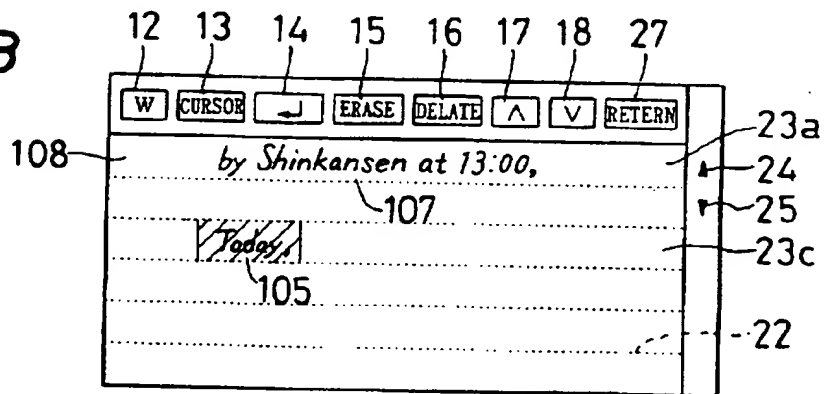 B
12 13 14 15 16 17 18 27
W CURSOR ↵ ERASE DELATE ∧ ∨ RETERN
108 by Shinkansen at 13:00, 23a
24
107 25
Today, 23c
105
22